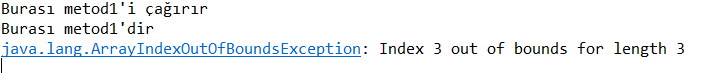 Burası metod1'i çağırır
Burası metod1'dir
java.lang.ArrayIndexOutOfBoundsException: Index 3 out of bounds for length 3